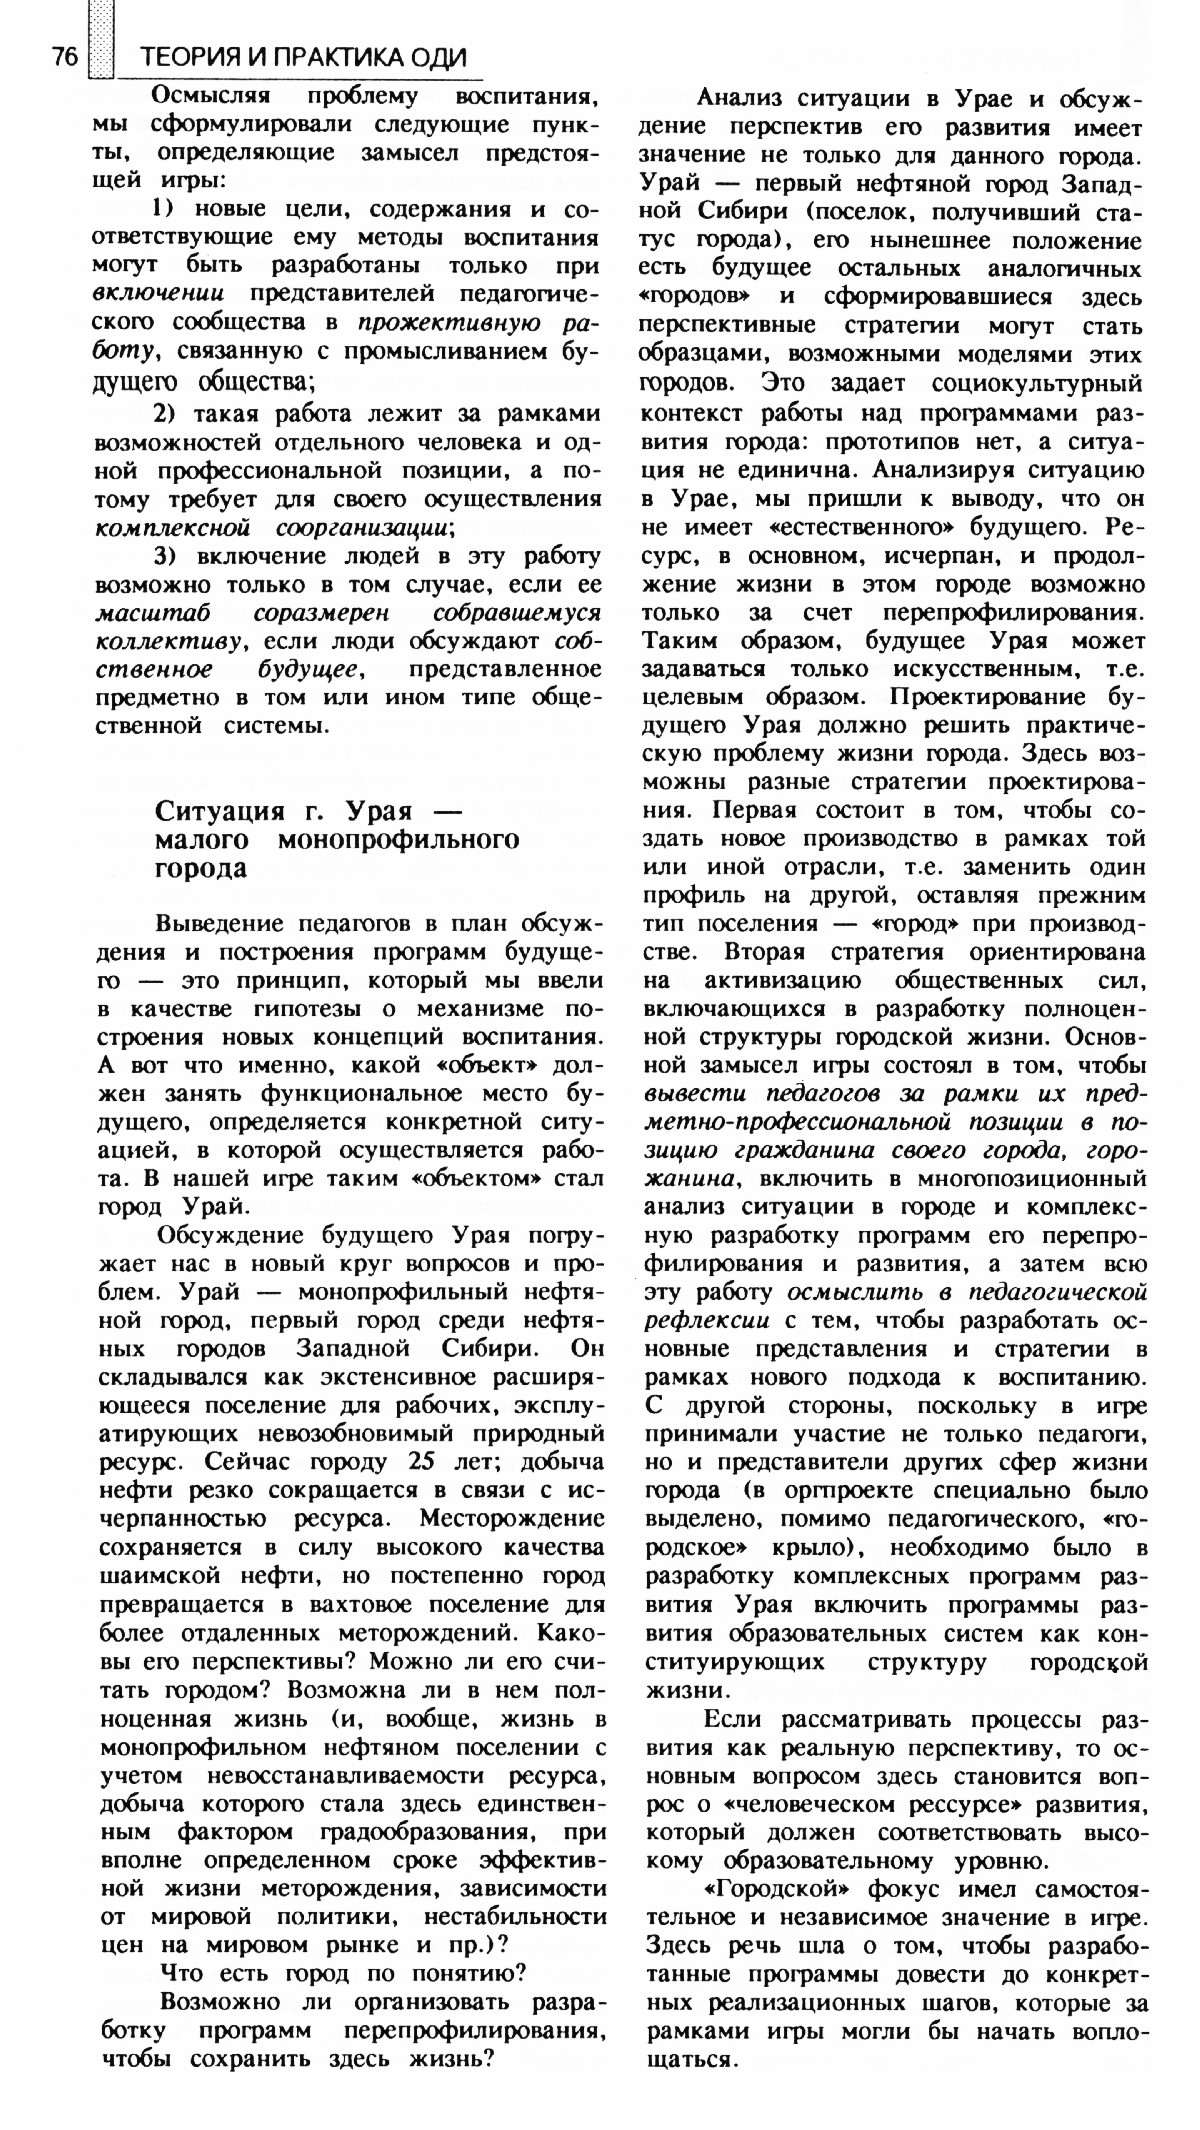 76
ТЕОРИЯ И ПРАКТИКА ОДИ
Осмысляя проблему воспитания,
мы сформулировали следующие пунк-
ты, определяющие замысел предстоя-
щей игры:
1) новые цели, содержания и со-
ответствующие ему методы воспитания
могут быть разработаны только при
включении представителей педагогиче-
ского сообщества в прожективную ра-
боту, связанную с промысливанием бу-
дущего общества;
2) такая работа лежит за рамками
возможностей отдельного человека и од-
ной профессиональной позиции, а по-
тому требует для своего осуществления
комплексной соорганизации;
3) включение людей в эту работу
возможно только в том случае, если ее
масштаб соразмерен собравшемуся
коллективу, если люди обсуждают соб-
ственное будущее, представленное
предметно в том или ином типе обще-
ственной системы.
Ситуация г. Урая —
малого монопрофильного
города
Выведение педагогов в план обсуж-
дения и построения программ будуще-
го — это принцип, который мы ввели
в качестве гипотезы о механизме по-
строения новых концепций воспитания.
А вот что именно, какой «объект» дол-
жен занять функциональное место бу-
дущего, определяется конкретной ситу-
ацией, в которой осуществляется рабо-
та. В нашей игре таким «объектом» стал
город Урай.
Обсуждение будущего Урая погру-
жает нас в новый круг вопросов и про-
блем. Урай — монопрофильный нефтя-
ной город, первый город среди нефтя-
ных городов Западной Сибири. Он
складывался как экстенсивное расширя-
ющееся поселение для рабочих, эксплу-
атирующих невозобновимый природный
ресурс. Сейчас городу 25 лет; добыча
нефти резко сокращается в связи с ис-
черпанностью ресурса. Месторождение
сохраняется в силу высокого качества
шаимской нефти, но постепенно город
превращается в вахтовое поселение для
более отдаленных меторождений. Како-
вы его перспективы? Можно ли его счи-
тать городом? Возможна ли в нем пол-
ноценная жизнь (и, вообще, жизнь в
монопрофильном нефтяном поселении с
учетом невосстанавливаемости ресурса,
добыча которого стала здесь единствен-
ным фактором градообразования, при
вполне определенном сроке эффектив-
ной жизни меторождения, зависимости
от мировой политики, нестабильности
цен на мировом рынке и пр.)?
Что есть город по понятию?
Возможно ли организовать разра-
ботку программ перепрофилирования,
чтобы сохранить здесь жизнь?
Анализ ситуации в Урае и обсуж-
дение перспектив его развития имеет
значение не только для данного города.
Урай — первый нефтяной город Запад-
ной Сибири (поселок, получивший ста-
тус города), его нынешнее положение
есть будущее остальных аналогичных
«городов» и сформировавшиеся здесь
перспективные стратегии могут стать
образцами, возможными моделями этих
городов. Это задает социокультурный
контекст работы над программами раз-
вития города: прототипов нет, а ситуа-
ция не единична. Анализируя ситуацию
в Урае, мы пришли к выводу, что он
не имеет «естественного» будущего. Ре-
сурс, в основном, исчерпан, и продол-
жение жизни в этом городе возможно
только за счет перепрофилирования.
Таким образом, будущее Урая может
задаваться только искусственным, т.е.
целевым образом. Проектирование бу-
дущего Урая должно решить практиче-
скую проблему жизни города. Здесь воз-
можны разные стратегии проектирова-
ния. Первая состоит в том, чтобы со-
здать новое производство в рамках той
или иной отрасли, т.е. заменить один
профиль на другой, оставляя прежним
тип поселения — «город» при производ-
стве. Вторая стратегия ориентирована
на активизацию общественных сил,
включающихся в разработку полноцен-
ной структуры городской жизни. Основ-
ной замысел игры состоял в том, чтобы
вывести педагогов за рамки их пред-
метно-профессиональной позиции в по-
зицию гражданина своего города, горо-
жанина, включить в многопозиционный
анализ ситуации в городе и комплекс-
ную разработку программ его перепро-
филирования и развития, а затем всю
эту работу осмыслить в педагогической
рефлексии с тем, чтобы разработать ос-
новные представления и стратегии в
рамках нового подхода к воспитанию.
С другой стороны, поскольку в игре
принимали участие не только педагоги,
но и представители других сфер жизни
города (в оргпроекте специально было
выделено, помимо педагогического, «го-
родское» крыло), необходимо было в
разработку комплексных программ раз-
вития Урая включить программы раз-
вития образовательных систем как кон-
ституирующих структуру городской
жизни.
Если рассматривать процессы раз-
вития как реальную перспективу, то ос-
новным вопросом здесь становится воп-
рос о «человеческом рессурсе» развития,
который должен соответствовать высо-
кому образовательному уровню.
«Городской» фокус имел самостоя-
тельное и независимое значение в игре.
Здесь речь шла о том, чтобы разрабо-
танные программы довести до конкрет-
ных реализационных шагов, которые за
рамками игры могли бы начать вопло-
щаться.